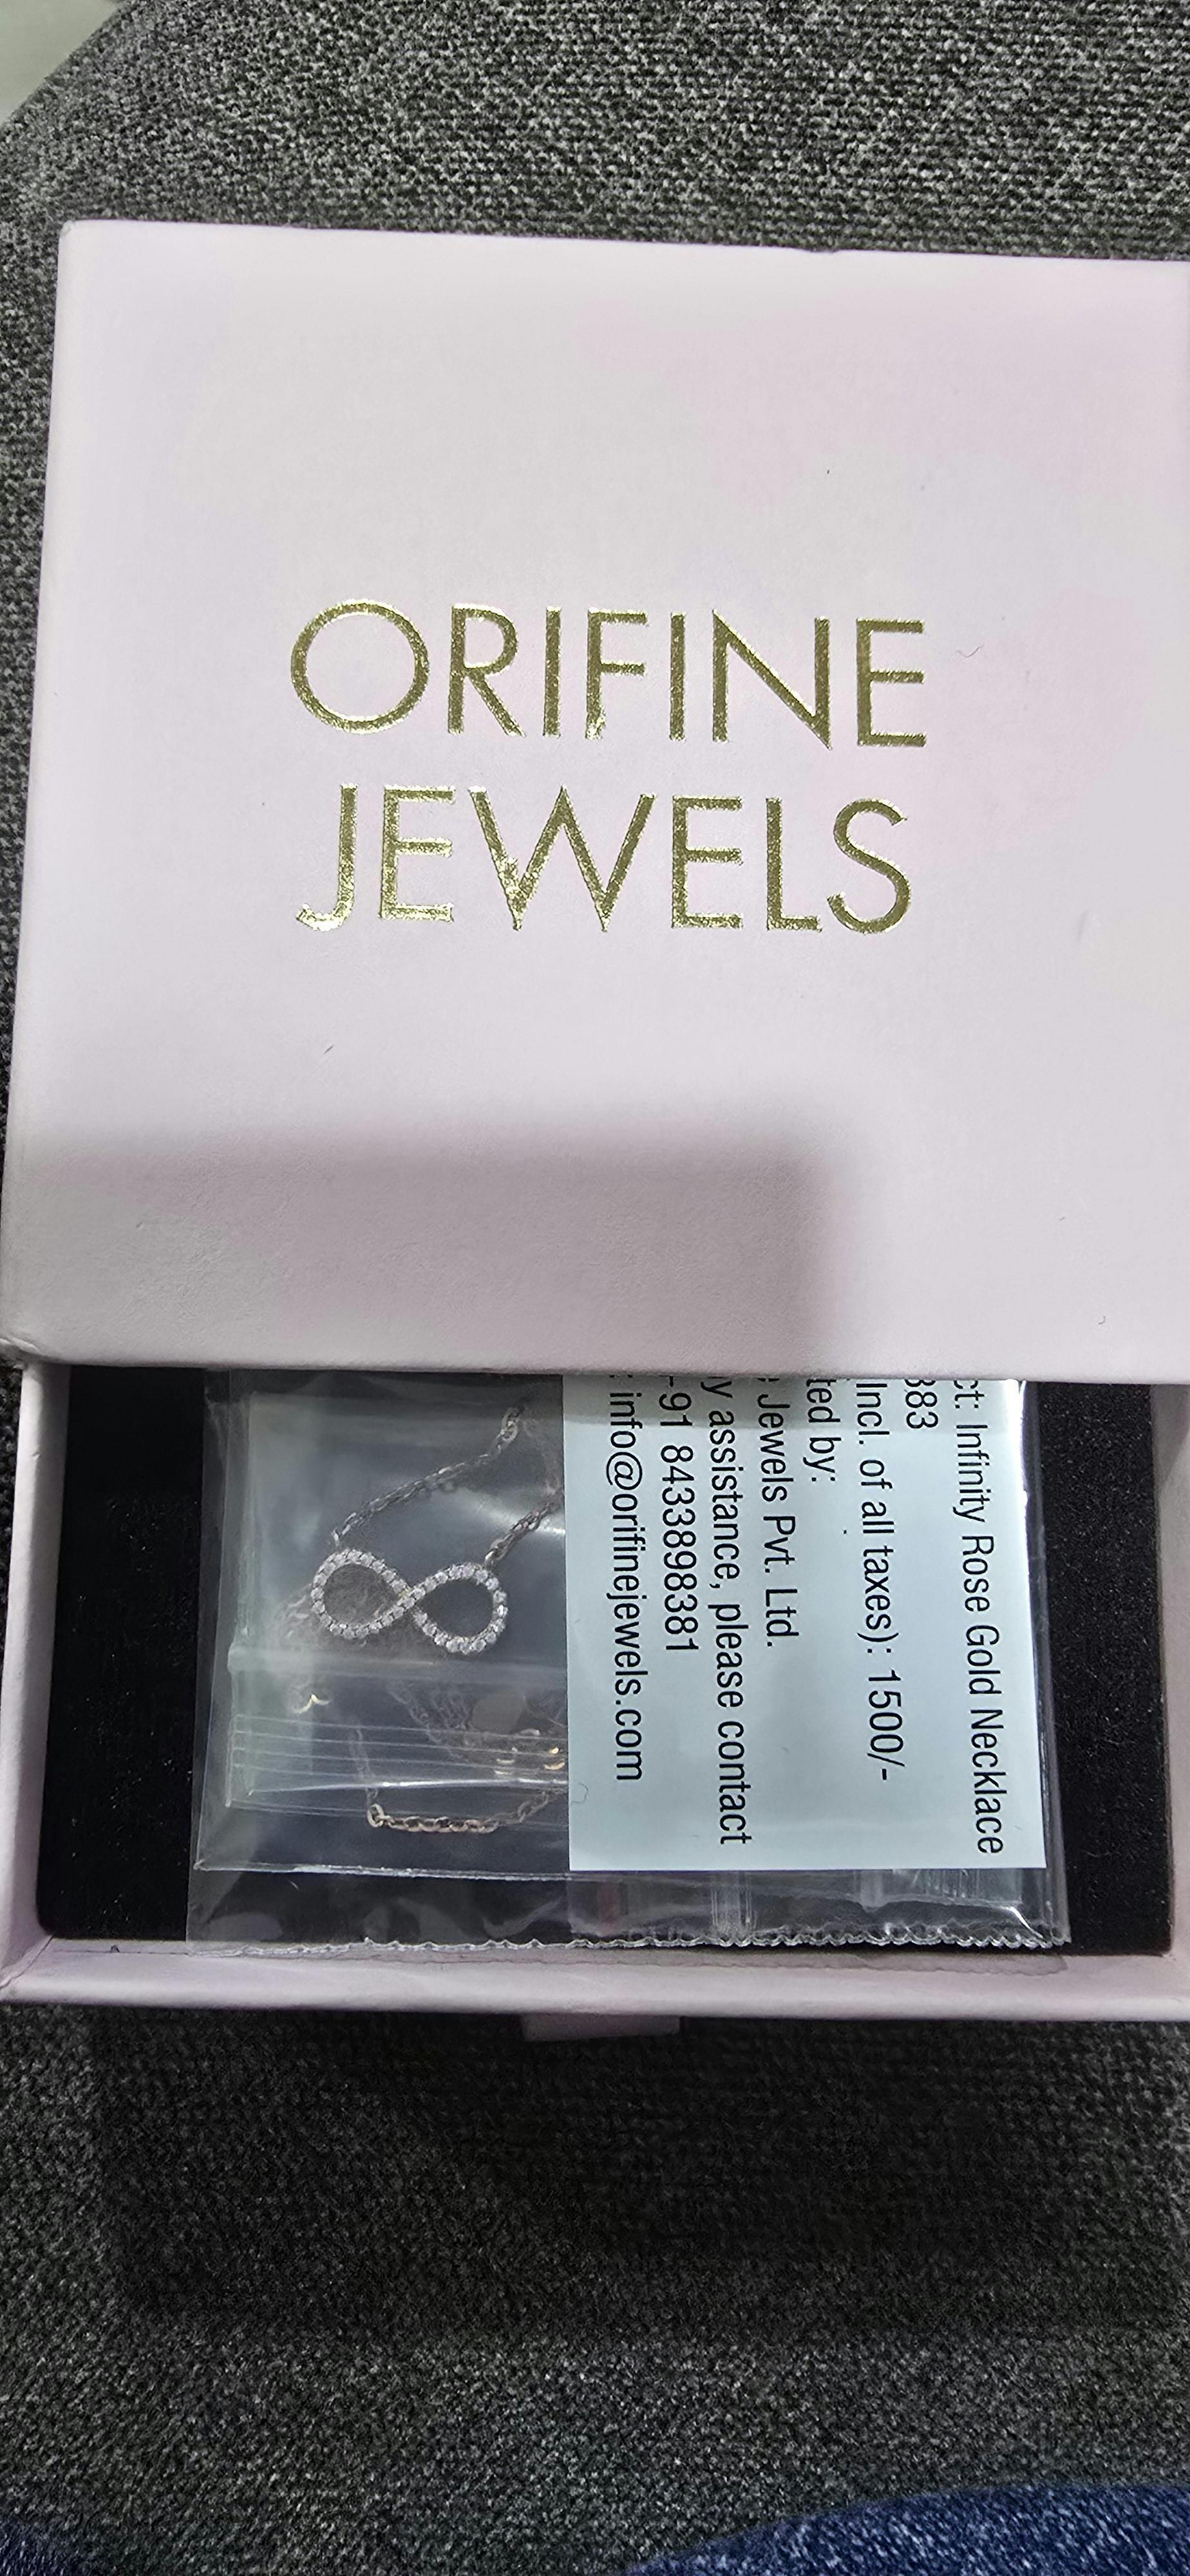 ORIFINE
JEWELS
ct: Infinity Rose Gold Necklace
383
Incl. of all taxes): 1500/-
ted by:
Jewels Pvt. Ltd.
y assistance, please contact
-91 8433898381
: info@orifinejewels.com